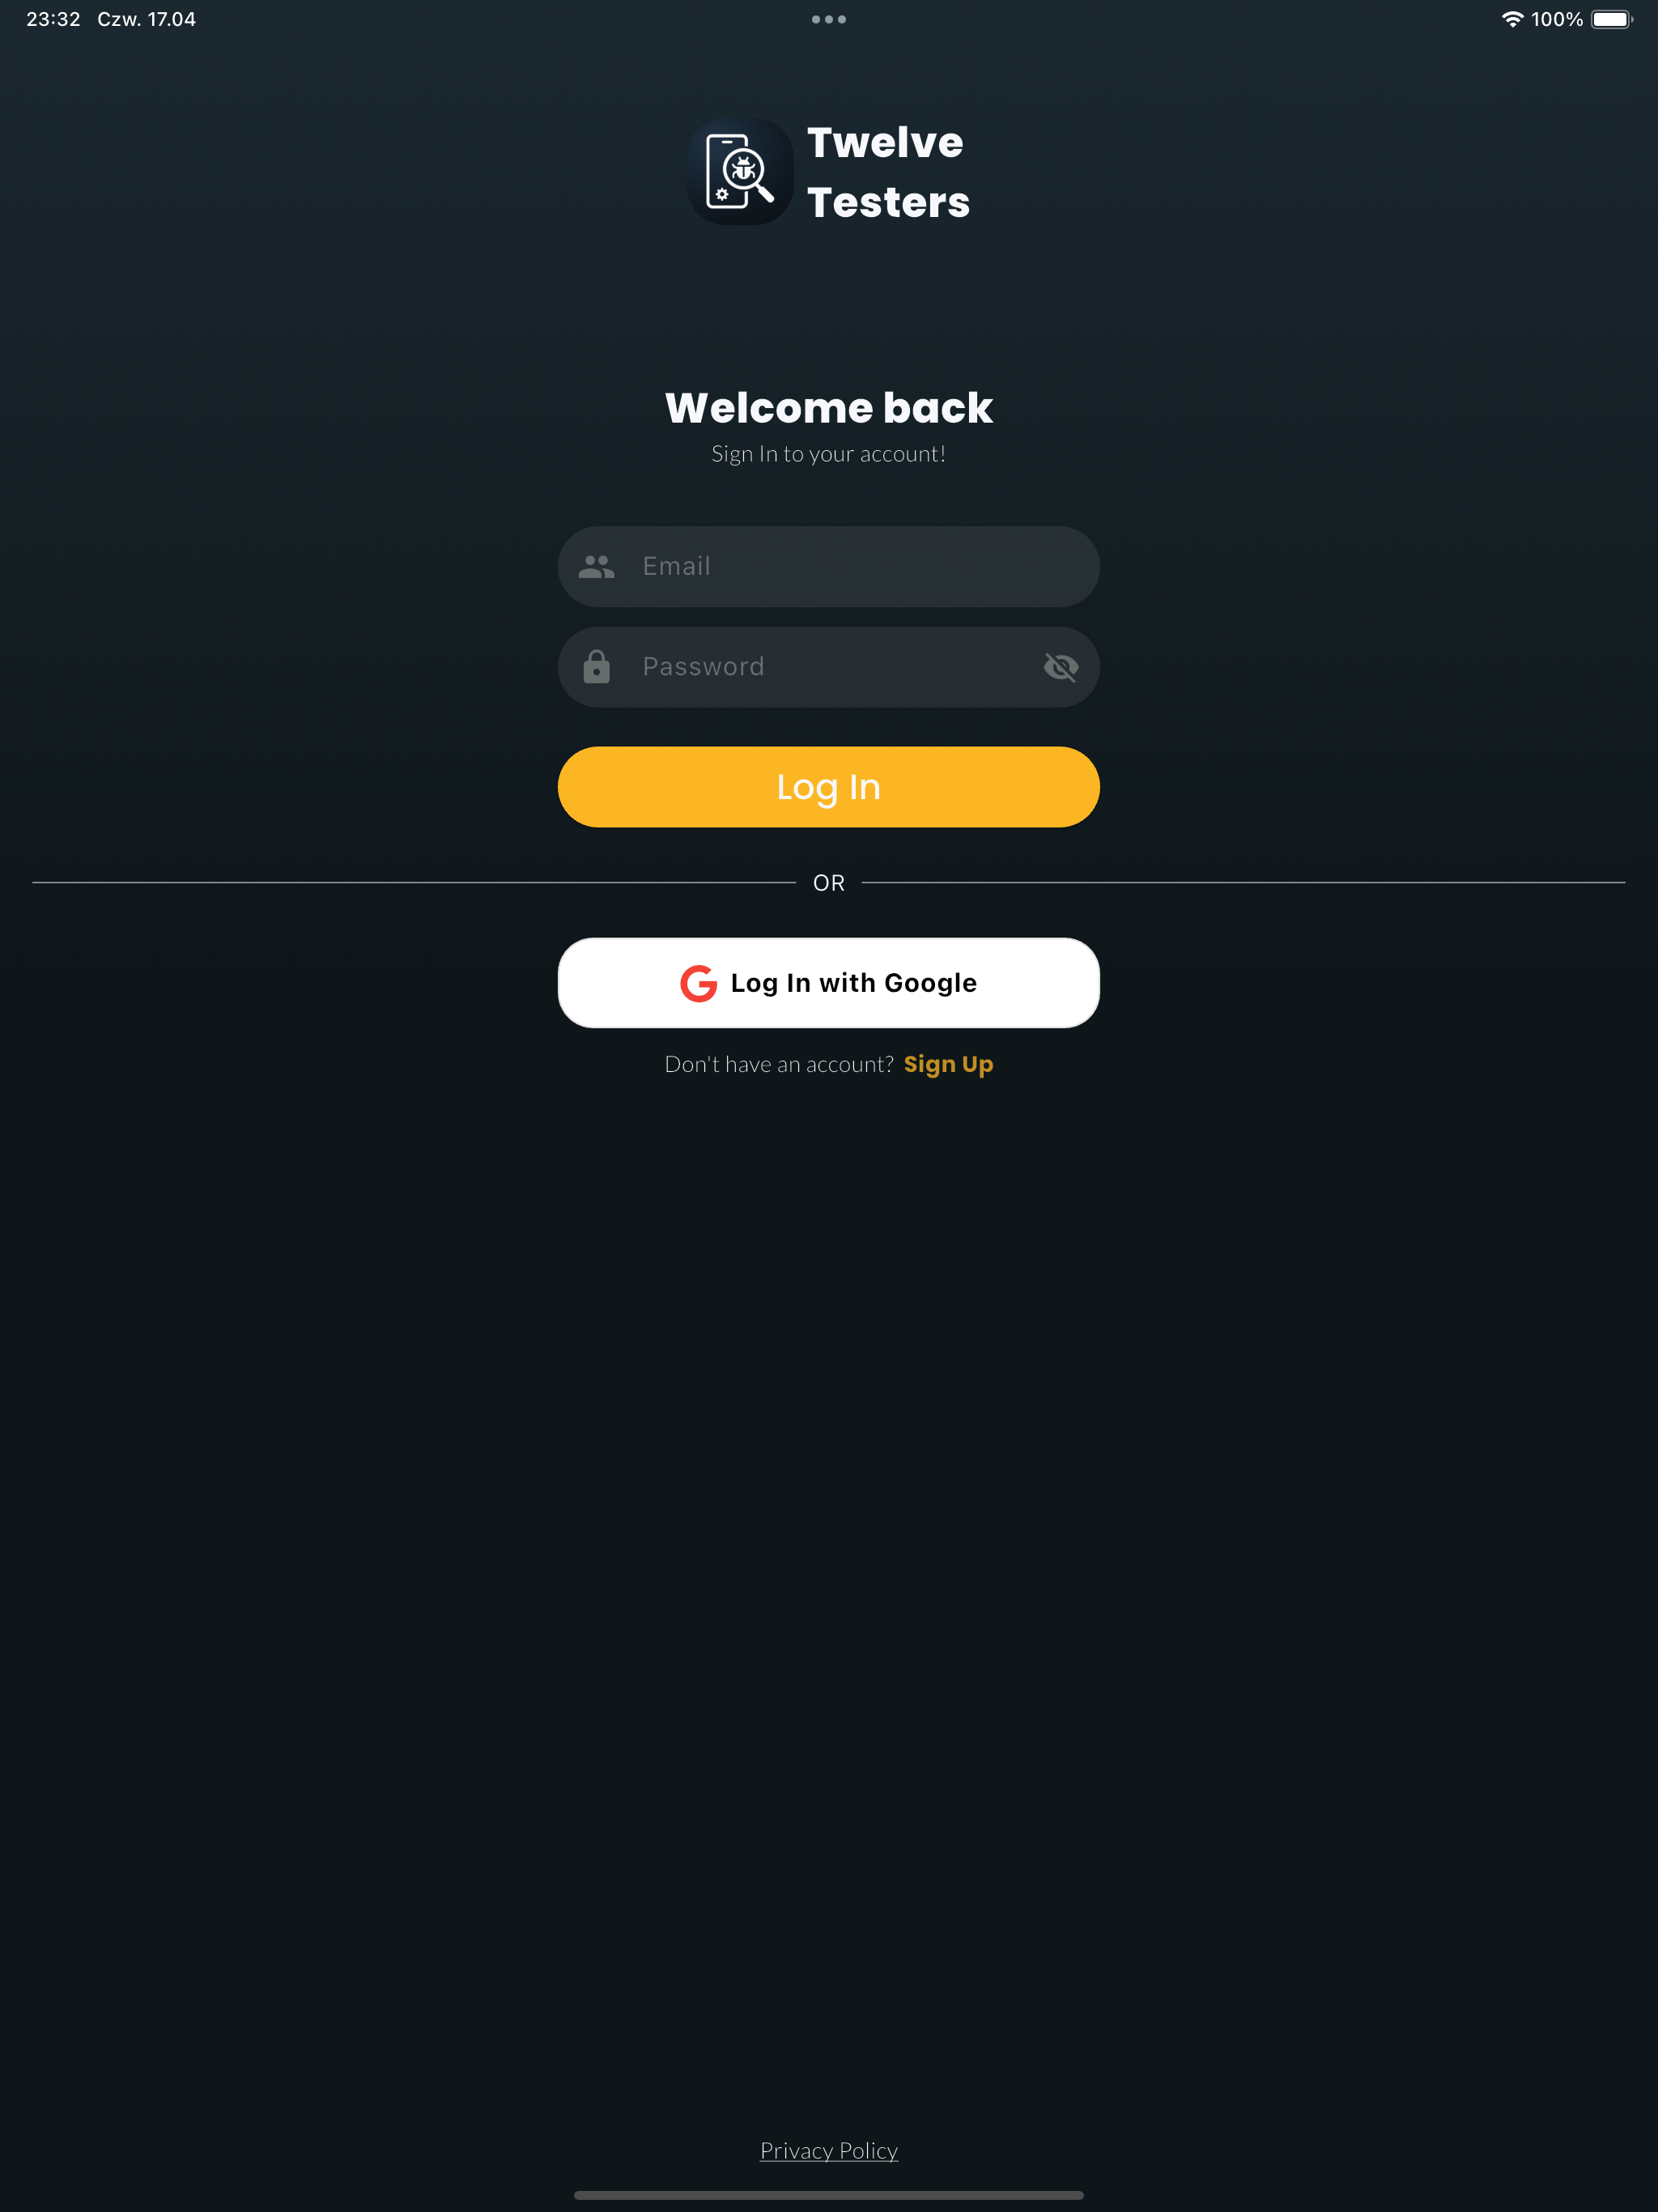 23:32 Czw. 17.04
100%
Twelve
Testers
Welcome back
Sign In to your account!
Email
Password
Log In
OR
Log In with Google
Don't have an account? Sign Up
Privacy Policy